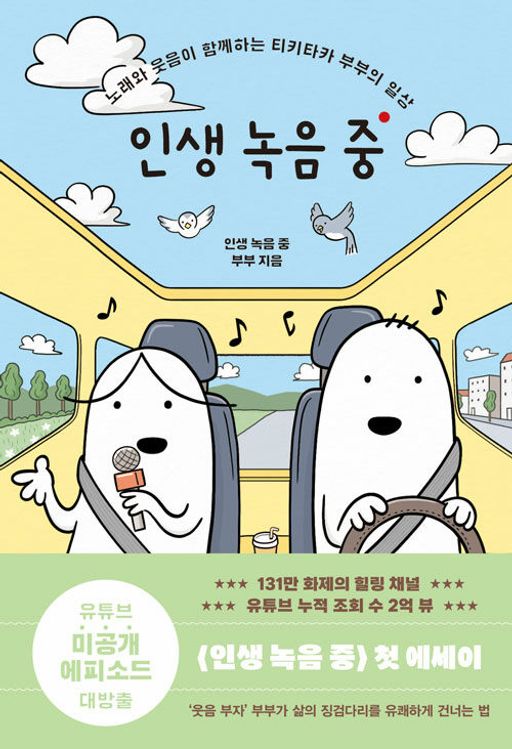 노래와 웃음이 함께하는 티키타카 부부의 일상
인생 녹음 중
인생 녹음 중
부부 지음
★★★ 131만 화제의 힐링 채널 ★★★
★★★ 유튜브 누적 조회 수 2억 뷰 ★★★
유튜브
미공개
에피소드
대방출
〈인생 녹음 중〉 첫 에세이
‘웃음 부자’ 부부가 삶의 징검다리를 유쾌하게 건너는 법